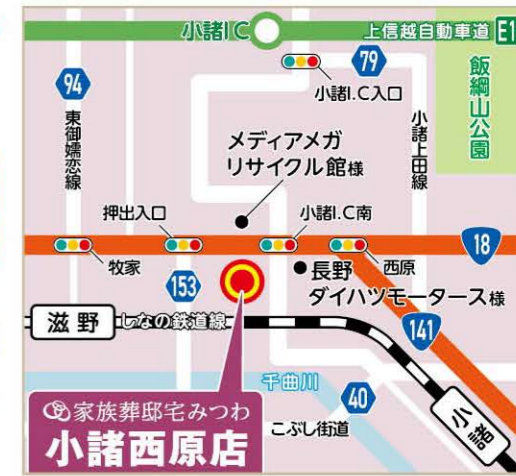 小諸IC
上信越自動車道 E1
94
79
飯綱山公園
小諸I.C入口
東御嬬恋線
小諸上田線
メディアメガ
リサイクル館様
押出入口
小諸I.C南
18
牧家
153
長野
ダイハツモータース様
西原
141
滋野
しなの鉄道線
千曲川
40
こぶし街道
小諸
家族葬邸宅みつわ
小諸西原店